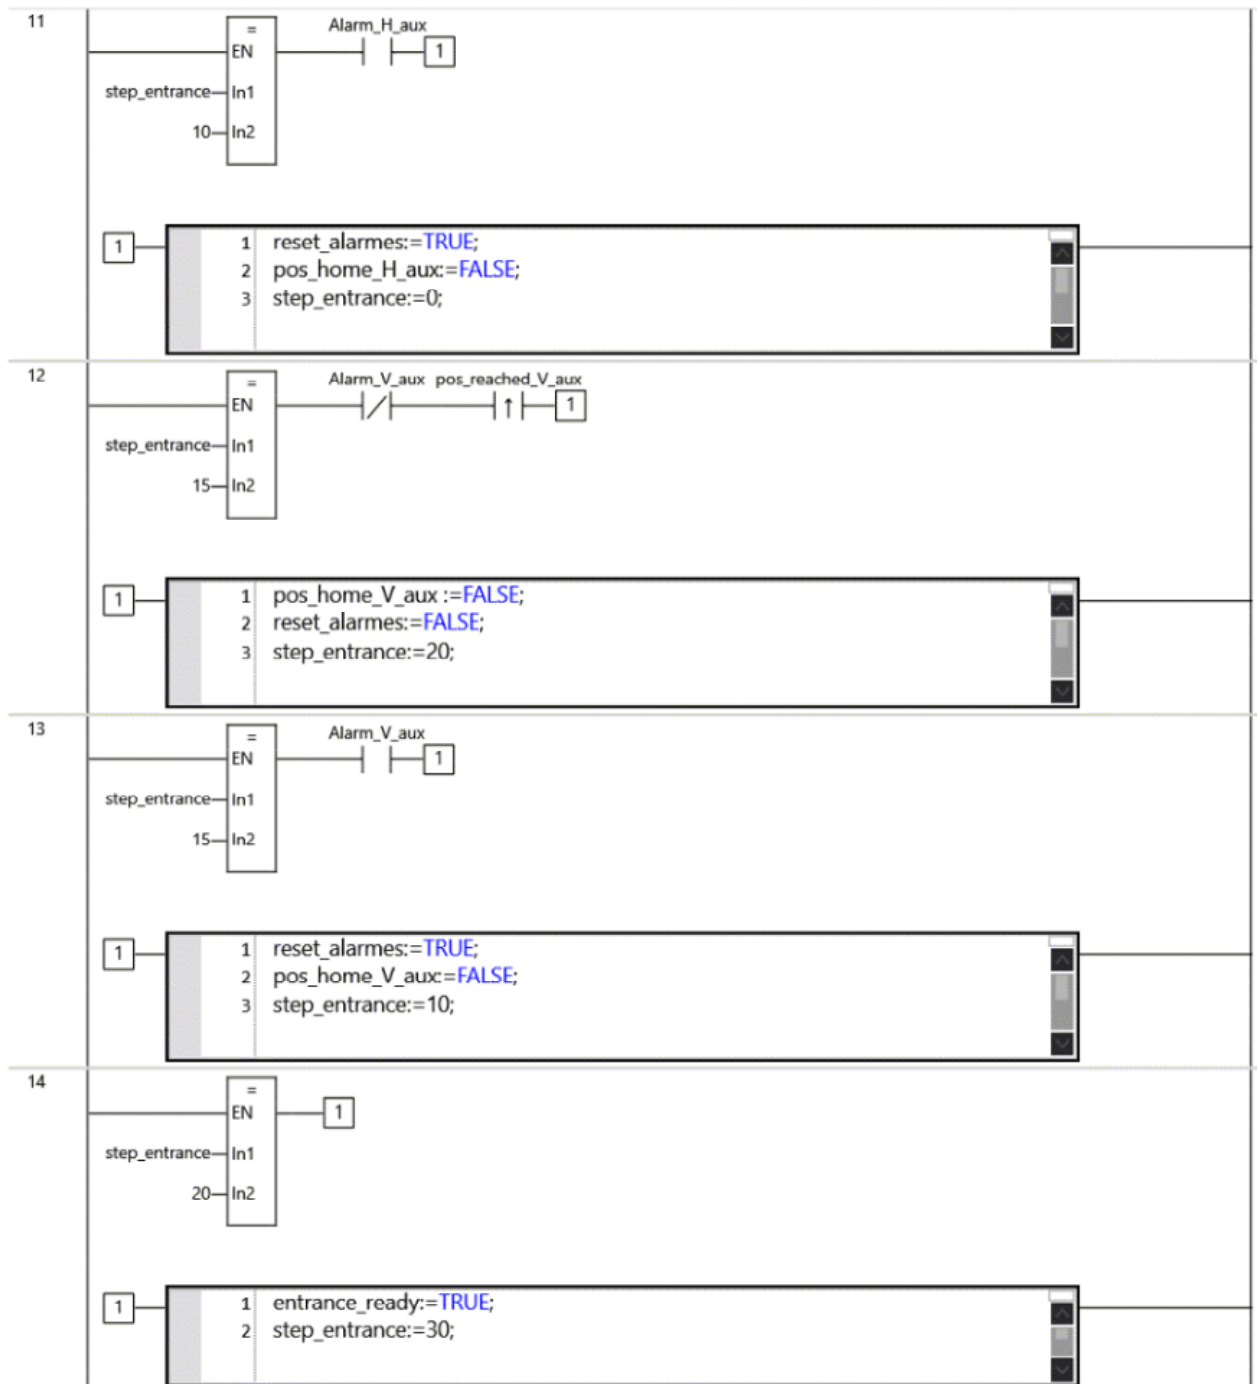 11
=
Alarm_H_aux
EN
1
step_entrance
In1
10
In2
1
1 reset_alarmes:=TRUE;
2 pos_home_H_aux:=FALSE;
3 step_entrance:=0;
12
=
Alarm_V_aux pos_reached_V_aux
EN
1
step_entrance
In1
15
In2
1
1 pos_home_V_aux :=FALSE;
2 reset_alarmes:=FALSE;
3 step_entrance:=20;
13
=
Alarm_V_aux
EN
1
step_entrance
In1
15
In2
1
1 reset_alarmes:=TRUE;
2 pos_home_V_aux:=FALSE;
3 step_entrance:=10;
14
=
EN
1
step_entrance
In1
20
In2
1
1 entrance_ready:=TRUE;
2 step_entrance:=30;